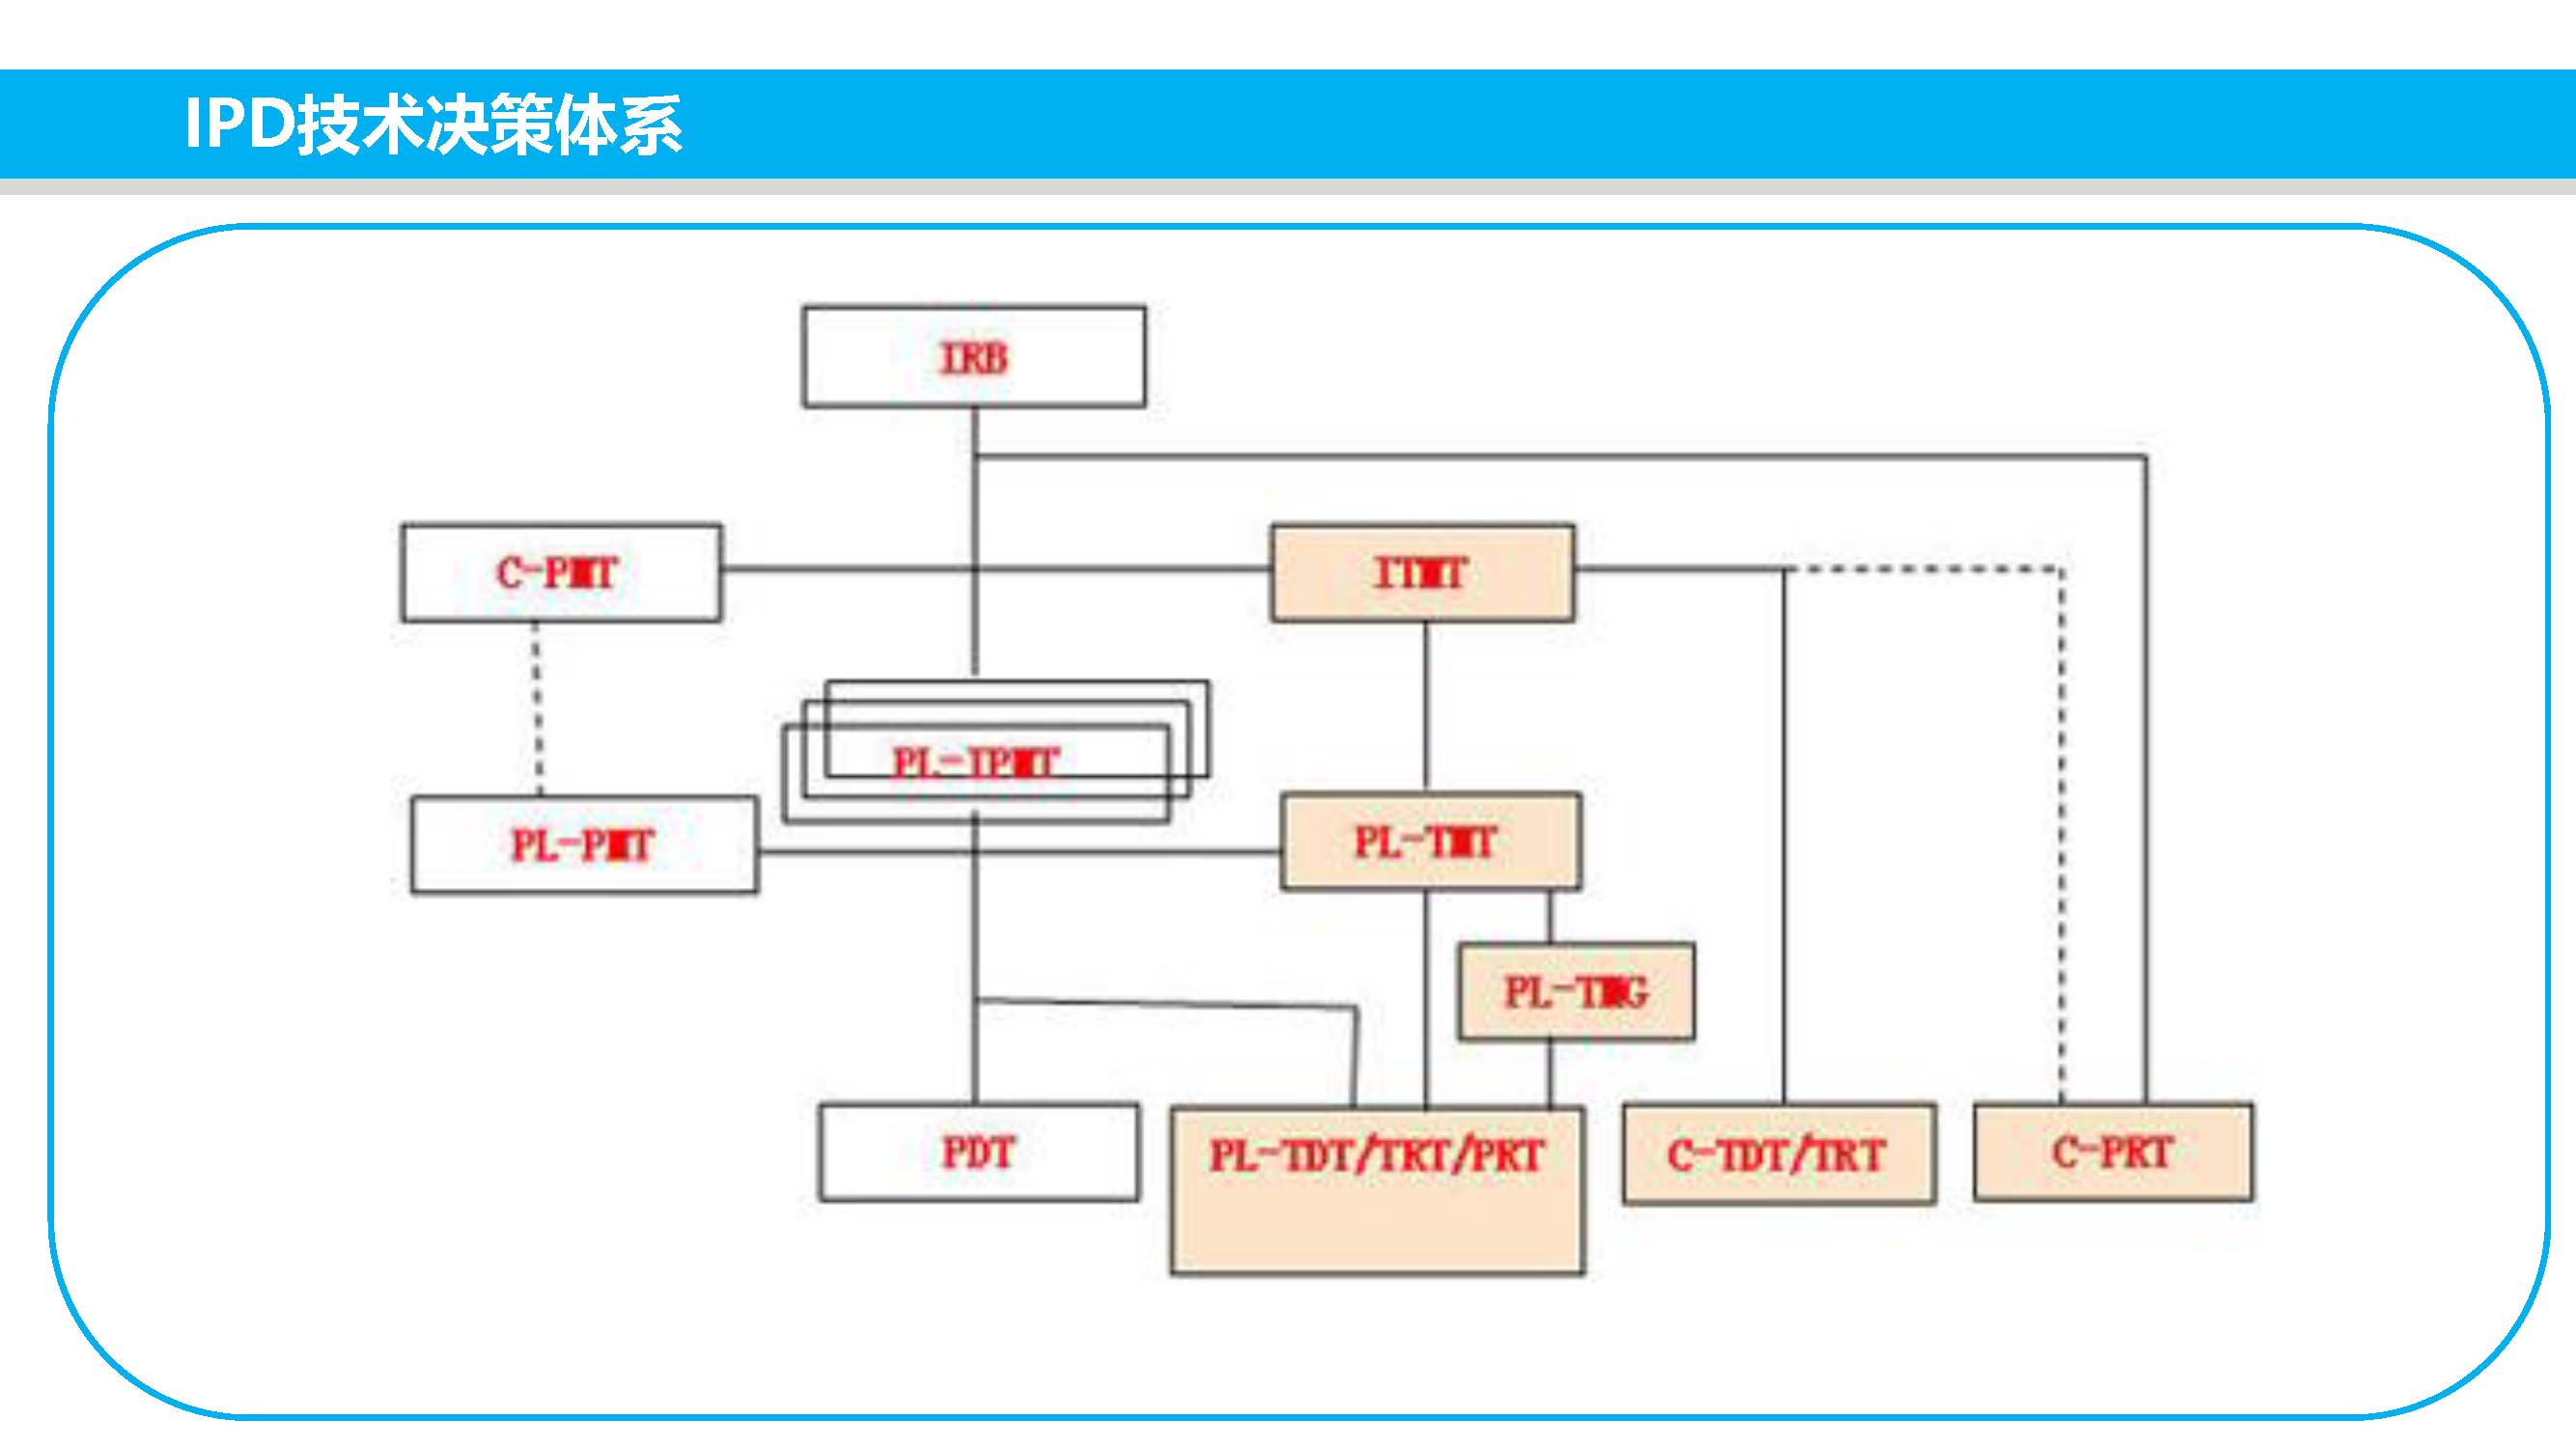 IPD技术决策体系
IRB
C-PMT
ITMT
PL-IPMT
PL-PMT
PL-TMT
PL-TMG
PDT
PL-TDT/TRT/PRT
C-TDT/TRT
C-PRT